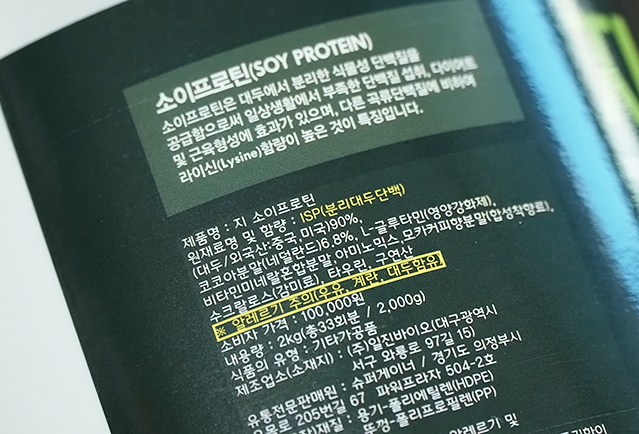 소이프로틴(SOY PROTEIN)
소이프로틴은 대두에서 분리한 식물성 단백질을
공급함으로써 일상생활에서 부족한 단백질 섭취, 다이어트
및 근육형성에 효과가 있으며, 다른 곡류단백질에 비하여
라이신(Lysine)함량이 높은 것이 특징입니다.
제품명 : 지 소이프로틴
원재료명 및 함량 : ISP(분리대두단백)
(대두/외국산:중국,미국)90%,
코코아분말(네덜란드)6.8%, L-글루타민(영양강화제),
비타민미네랄혼합분말,아미노믹스,모카커피향분말(합성착향료),
수크랄로스(감미료), 타우린, 구연산
※ 알레르기 주의(우유, 계란, 대두함유)
소비자 가격 : 100,000원
내용량 : 2kg(총33회분 / 2,000g)
식품의 유형 : 기타가공품
제조업소(소재지) : (주)일진바이오(대구광역시
서구 와룡로 97길 15)
유통전문판매원 : 슈퍼게이너 / 경기도 의정부시
용목로 205번길 67 파워프라자 504-2호
재질 : 용기-폴리에틸렌(HDPE)
뚜껑-폴리프로필렌(PP)
알레르기 및